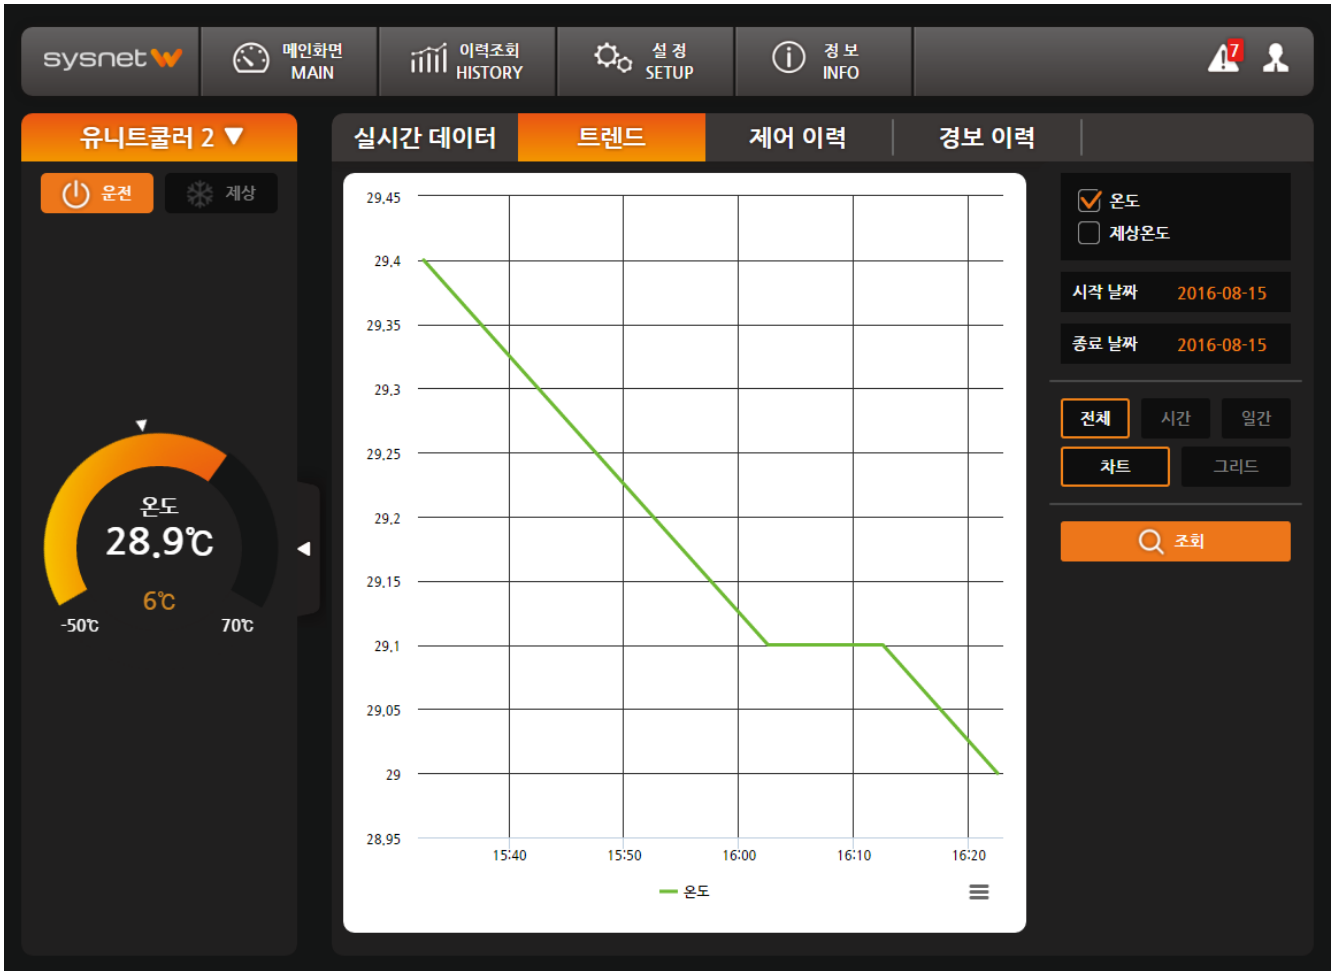 sysnet
메인화면
MAIN
이력조회
HISTORY
설 정
SETUP
정 보
INFO
7
유니트쿨러 2 ▼
운전
제상
온도
28.9℃
6℃
-50℃
70℃
실시간 데이터
트렌드
제어 이력
경보 이력
29,45
29,4
29,35
29,3
29,25
29,2
29,15
29,1
29,05
29
28,95
15:40
15:50
16:00
16:10
16:20
온도
온도
제상온도
시작 날짜 2016-08-15
종료 날짜 2016-08-15
전체 시간 일간
차트 그리드
조회